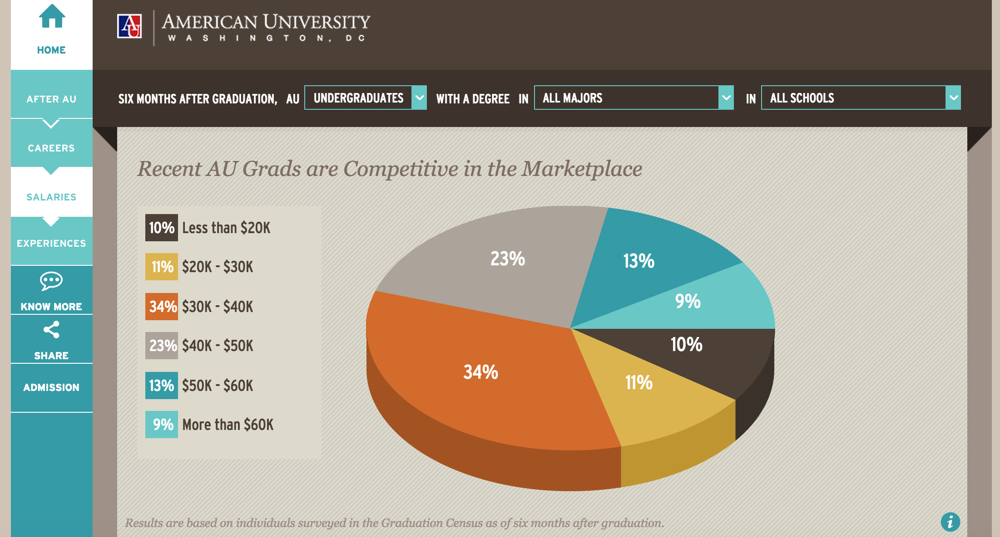 AU
AMERICAN UNIVERSITY
WASHINGTON, DC
HOME
AFTER AU
CAREERS
SALARIES
EXPERIENCES
KNOW MORE
SHARE
ADMISSION
SIX MONTHS AFTER GRADUATION, AU UNDERGRADUATES WITH A DEGREE IN ALL MAJORS IN ALL SCHOOLS
Recent AU Grads are Competitive in the Marketplace
10% Less than $20K
11% $20K - $30K
34% $30K - $40K
23% $40K - $50K
13% $50K - $60K
9% More than $60K
23%
13%
9%
10%
34%
11%
Results are based on individuals surveyed in the Graduation Census as of six months after graduation.
i